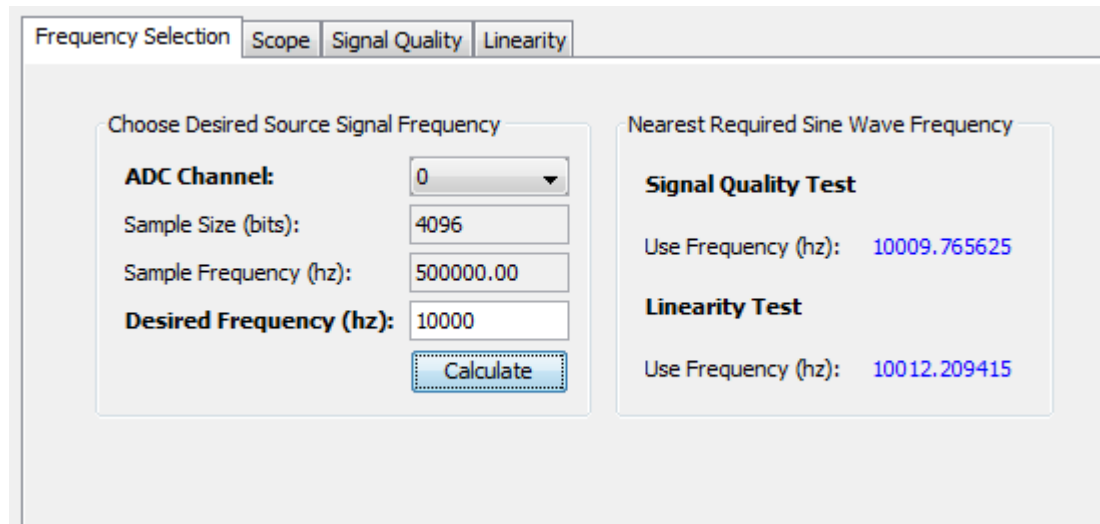 Frequency Selection Scope Signal Quality Linearity
Choose Desired Source Signal Frequency
ADC Channel: 0
Sample Size (bits): 4096
Sample Frequency (hz): 500000.00
Desired Frequency (hz): 10000
Calculate
Nearest Required Sine Wave Frequency
Signal Quality Test
Use Frequency (hz): 10009.765625
Linearity Test
Use Frequency (hz): 10012.209415